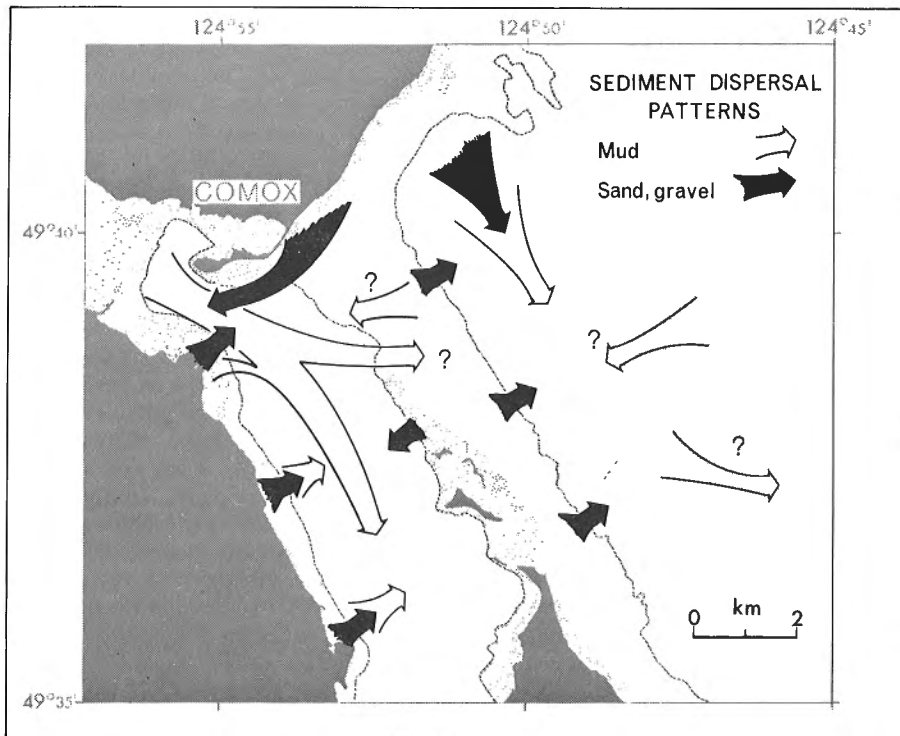 124°55' 124°50' 124°45'
SEDIMENT DISPERSAL
PATTERNS
Mud
Sand, gravel
COMOX
49°40'
?
?
?
?
km
0 2
49°35'